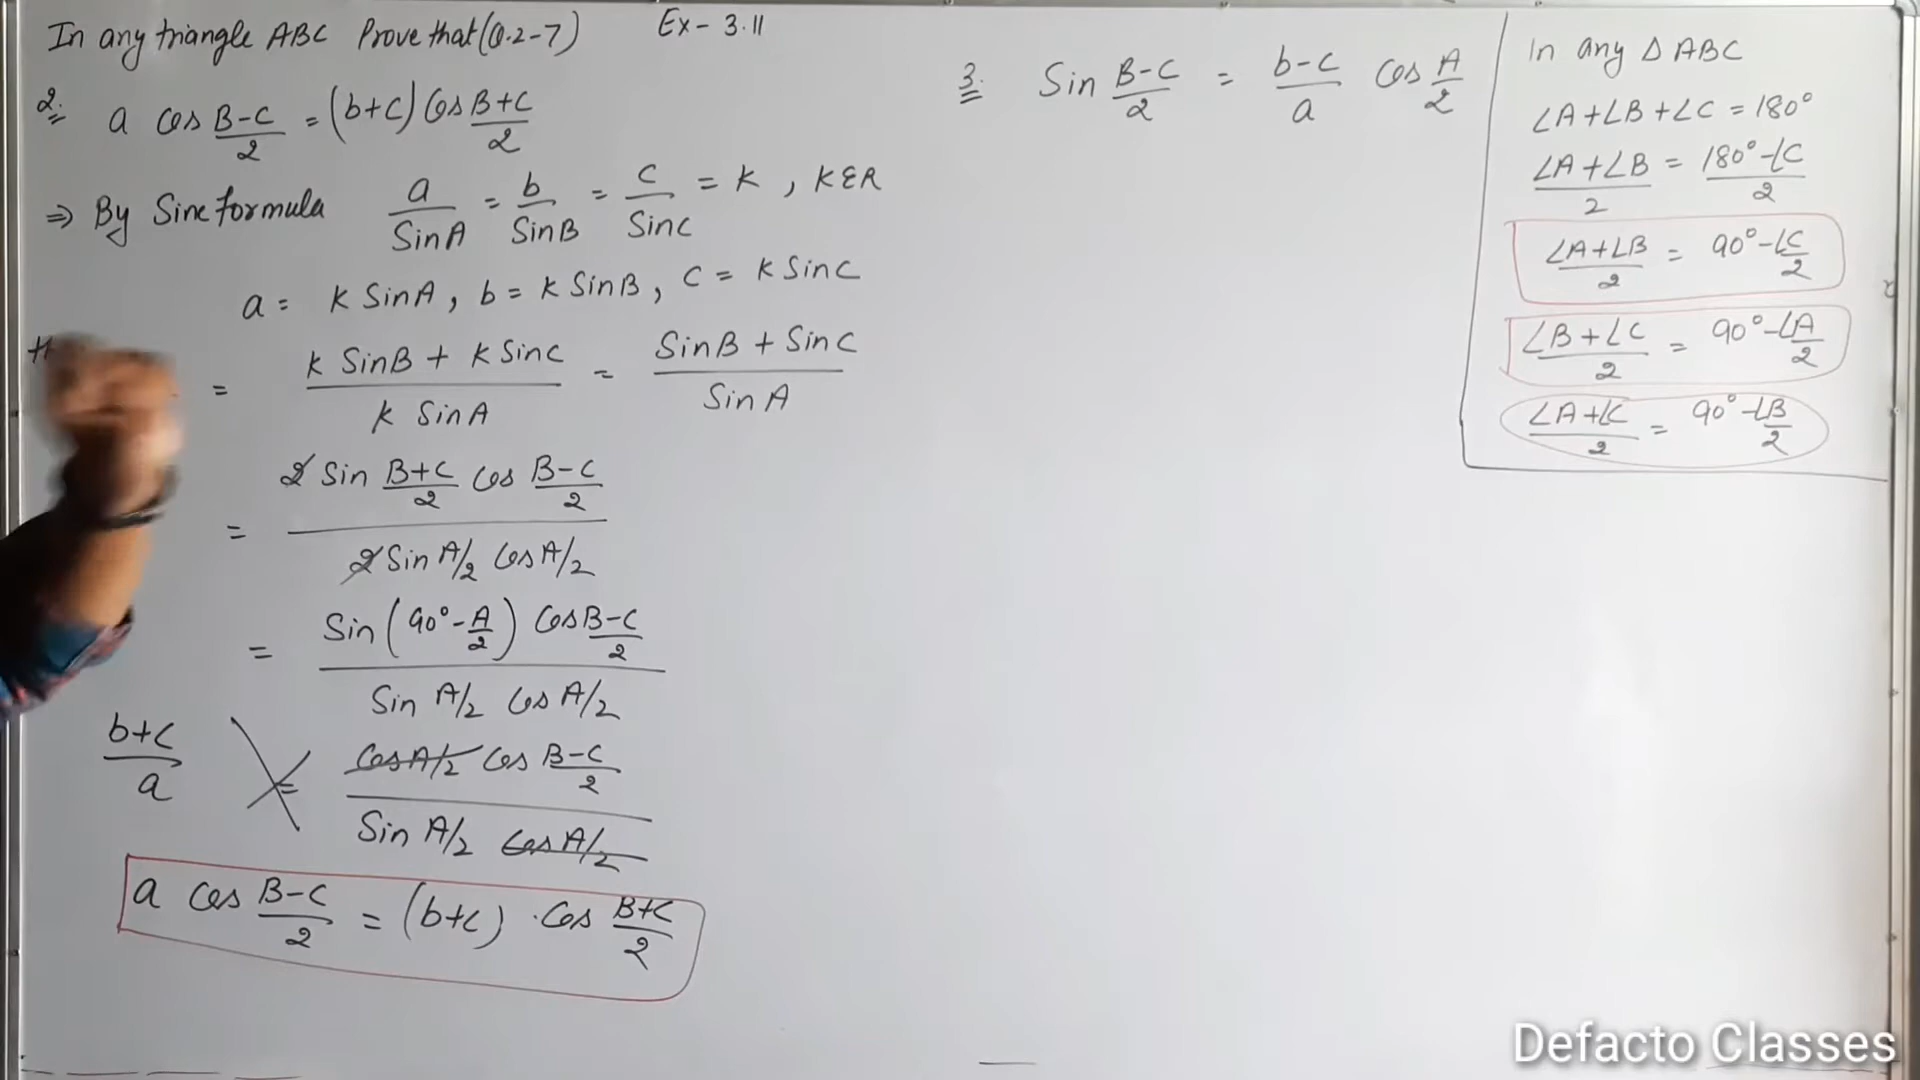 In any triangle ABC Prove that (Q.2-7) Ex- 3.11
2. a cos B-C/2 = (b+c) cos B+C/2
⇒ By Sine formula a/SinA = b/SinB = c/SinC = K , KER
a = K SinA, b = K SinB, c = K SinC
= K SinB + K SinC / K SinA = SinB + SinC / SinA
= 2 Sin B+C/2 cos B-C/2 / 2 Sin A/2 cos A/2
= Sin (90° - A/2) cos B-C/2 / Sin A/2 cos A/2
b+c/a = cos A/2 cos B-C/2 / Sin A/2 cos A/2
a cos B-C/2 = (b+c) . cos B+C/2
3. Sin B-C/2 = b-c/a cos A/2
In any Δ ABC
∠A+∠B+∠C = 180°
∠A+∠B/2 = 180°-∠C/2
∠A+∠B/2 = 90°-∠C/2
∠B+∠C/2 = 90°-∠A/2
∠A+∠C/2 = 90°-∠B/2
Defacto Classes